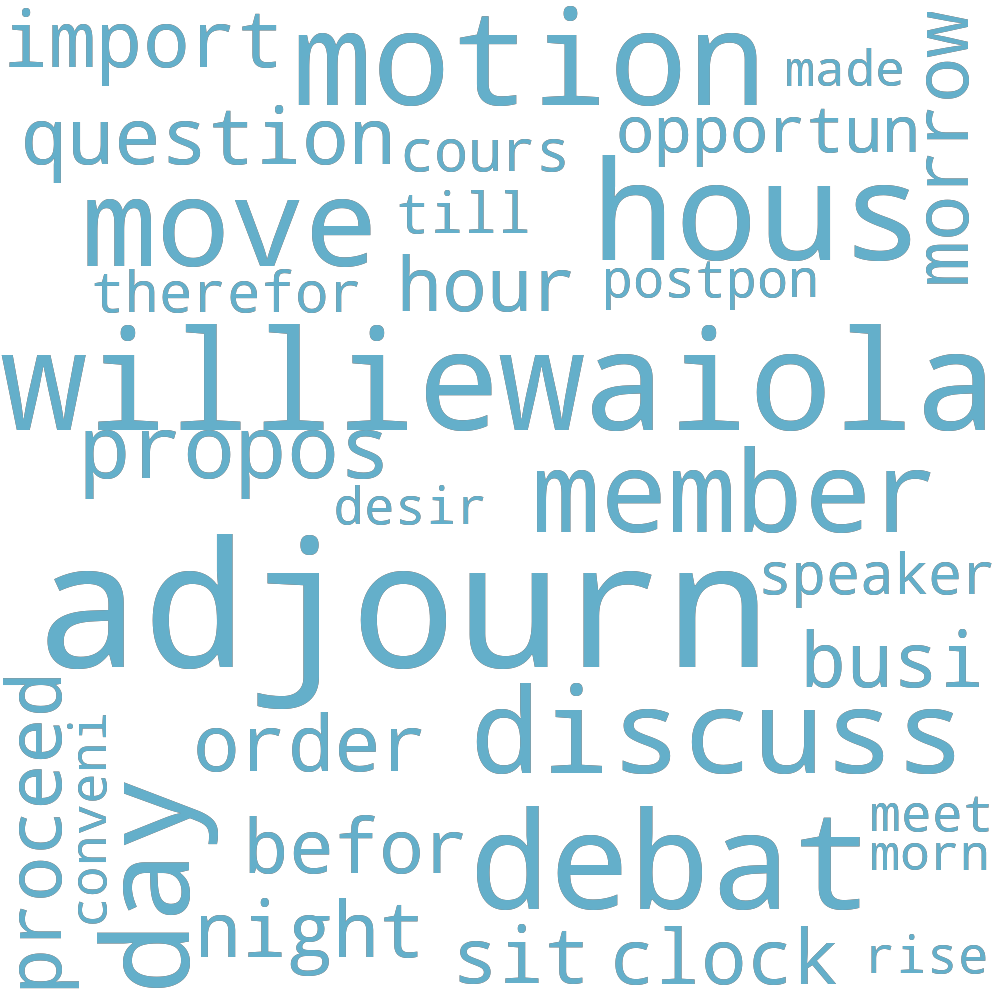 import
motion
made
morrow
question
cours
opportun
move
till
hous
therefor
hour
postpon
williewaiola
propos
desir
member
adjourn
speaker
busi
proceed
conveni
order
discuss
day
befor
debat
meet
morn
night
sit
clock
rise